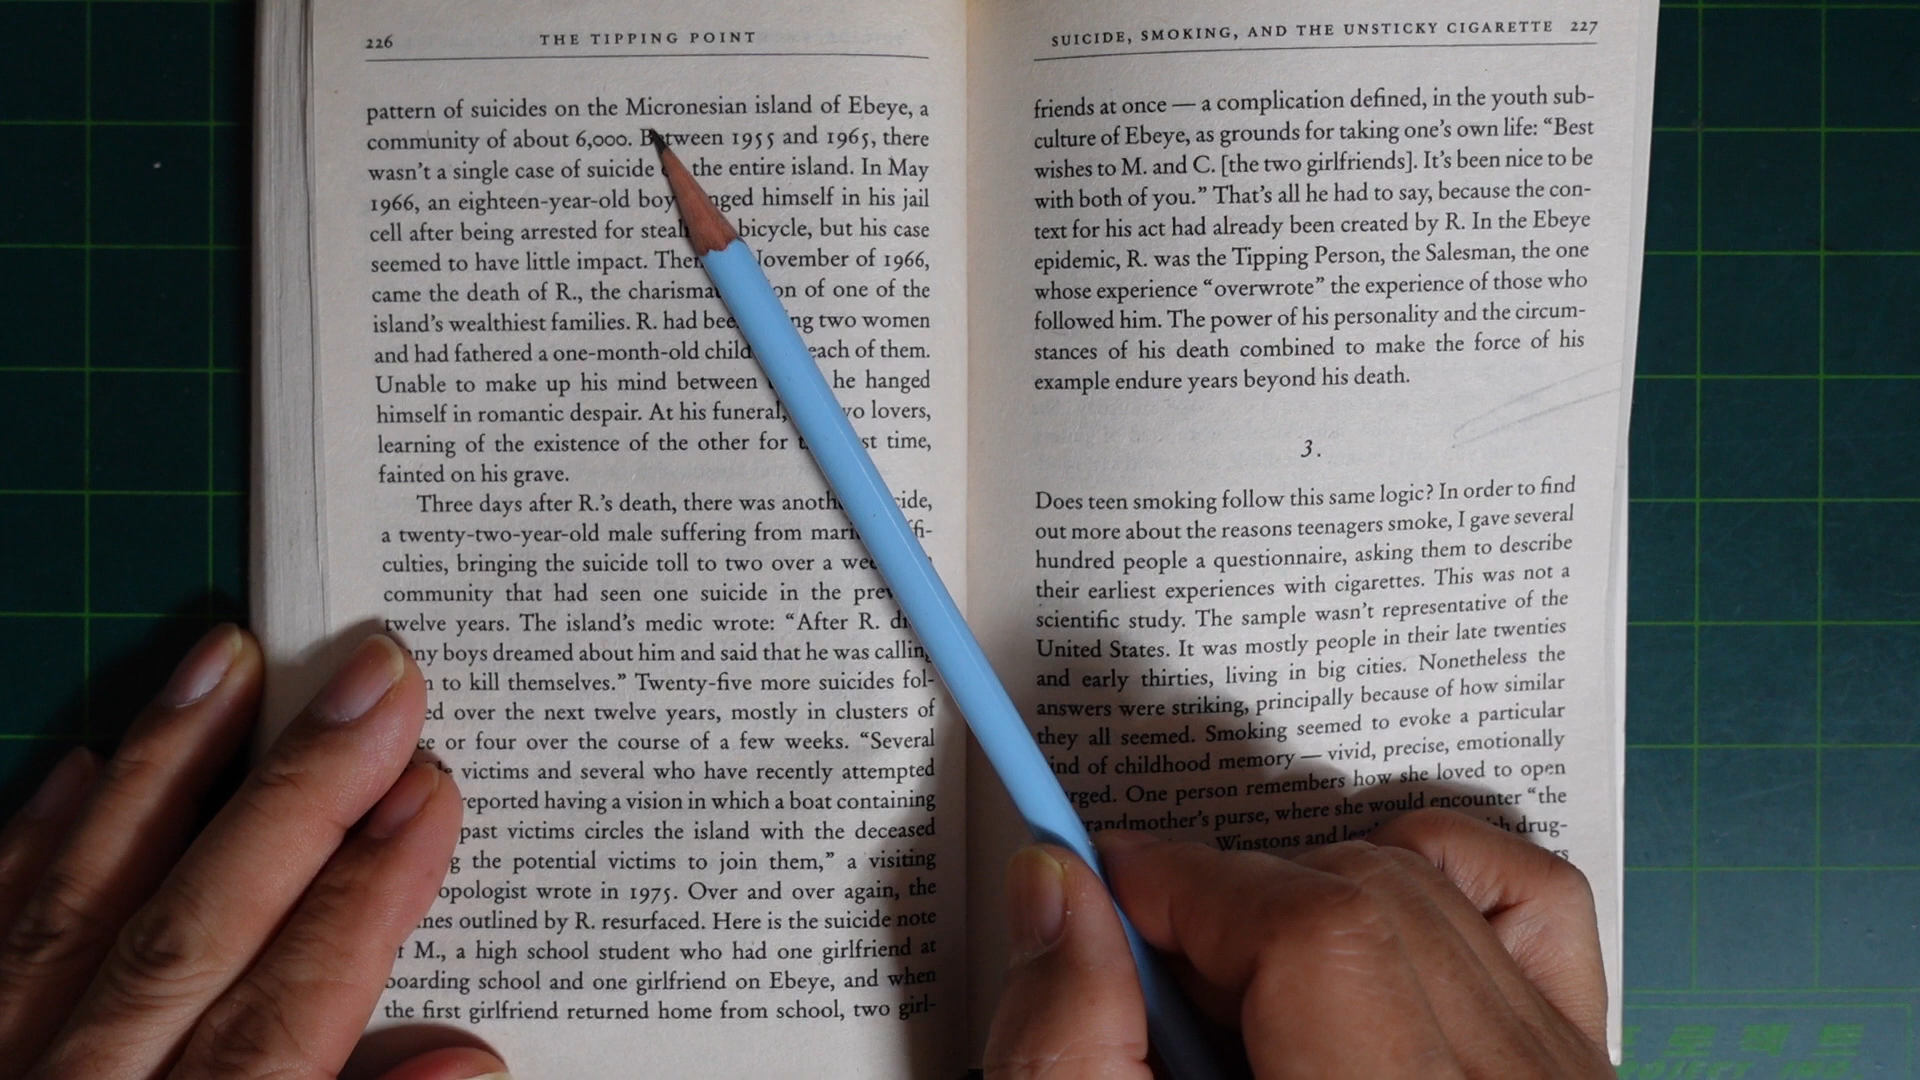 226 THE TIPPING POINT
pattern of suicides on the Micronesian island of Ebeye, a
community of about 6,000. Between 1955 and 1965, there
wasn't a single case of suicide the entire island. In May
1966, an eighteen-year-old boy himself in his jail
cell after being arrested for bicycle, but his case
seemed to have little impact. November of 1966,
came the death of R., the of one of the
island's wealthiest families. R. had two women
and had fathered a one-month-old child each of them.
Unable to make up his mind between he hanged
himself in romantic despair. At his funeral, lovers,
learning of the existence of the other for time,
fainted on his grave.
Three days after R.'s death, there was
a twenty-two-year-old male suffering from
culties, bringing the suicide toll to two over a
community that had seen one suicide in the
twelve years. The island's medic wrote: “After R.
boys dreamed about him and said that he was calling
to kill themselves.” Twenty-five more suicides fol-
over the next twelve years, mostly in clusters of
or four over the course of a few weeks. “Several
victims and several who have recently attempted
reported having a vision in which a boat containing
past victims circles the island with the deceased
the potential victims to join them,” a visiting
wrote in 1975. Over and over again, the
outlined by R. resurfaced. Here is the suicide note
M., a high school student who had one girlfriend at
boarding school and one girlfriend on Ebeye, and when
the first girlfriend returned home from school, two girl-
SUICIDE, SMOKING, AND THE UNSTICKY CIGARETTE 227
friends at once — a complication defined, in the youth sub-
culture of Ebeye, as grounds for taking one's own life: “Best
wishes to M. and C. [the two girlfriends]. It's been nice to be
with both of you.” That's all he had to say, because the con-
text for his act had already been created by R. In the Ebeye
epidemic, R. was the Tipping Person, the Salesman, the one
whose experience “overwrote” the experience of those who
followed him. The power of his personality and the circum-
stances of his death combined to make the force of his
example endure years beyond his death.
3.
Does teen smoking follow this same logic? In order to find
out more about the reasons teenagers smoke, I gave several
hundred people a questionnaire, asking them to describe
their earliest experiences with cigarettes. This was not a
scientific study. The sample wasn't representative of the
United States. It was mostly people in their late twenties
and early thirties, living in big cities. Nonetheless the
answers were striking, principally because of how similar
they all seemed. Smoking seemed to evoke a particular
kind of childhood memory — vivid, precise, emotionally
One person remembers how she loved to open
grandmother's purse, where she would encounter “the
Winstons and drug-
프로젝트